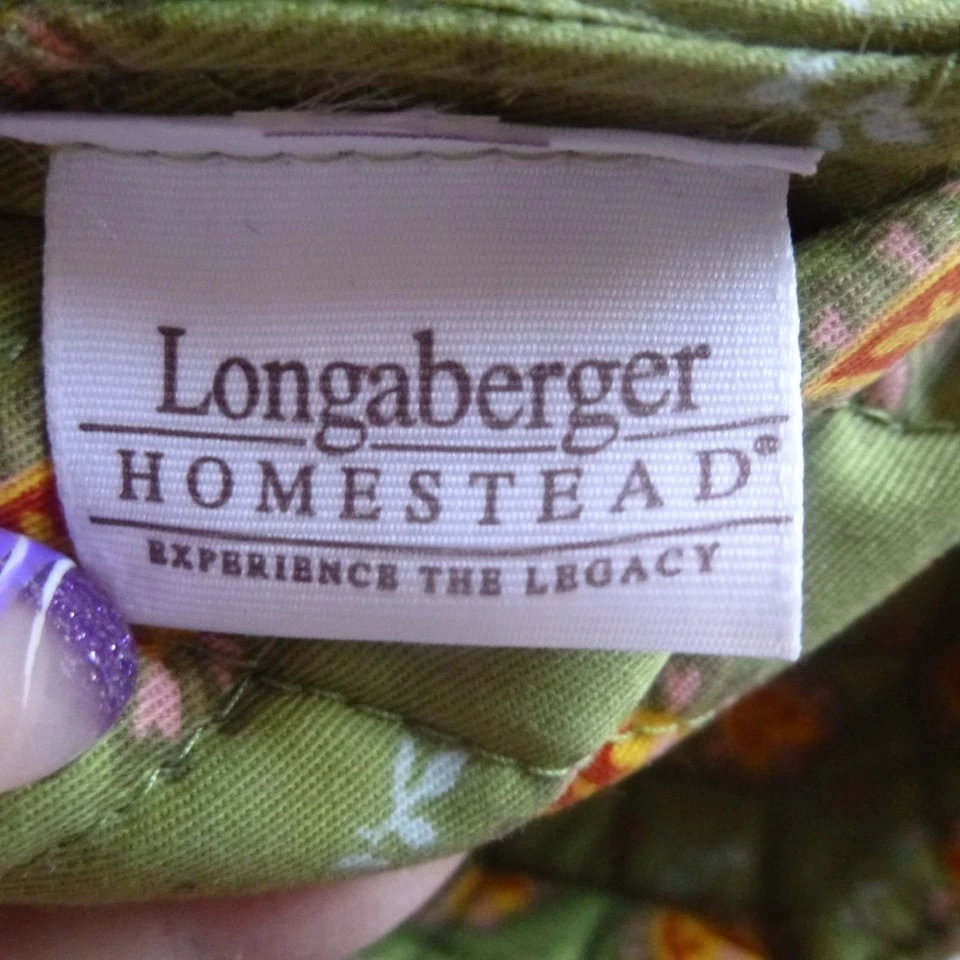 Longaberger
HOMESTEAD®
EXPERIENCE THE LEGACY